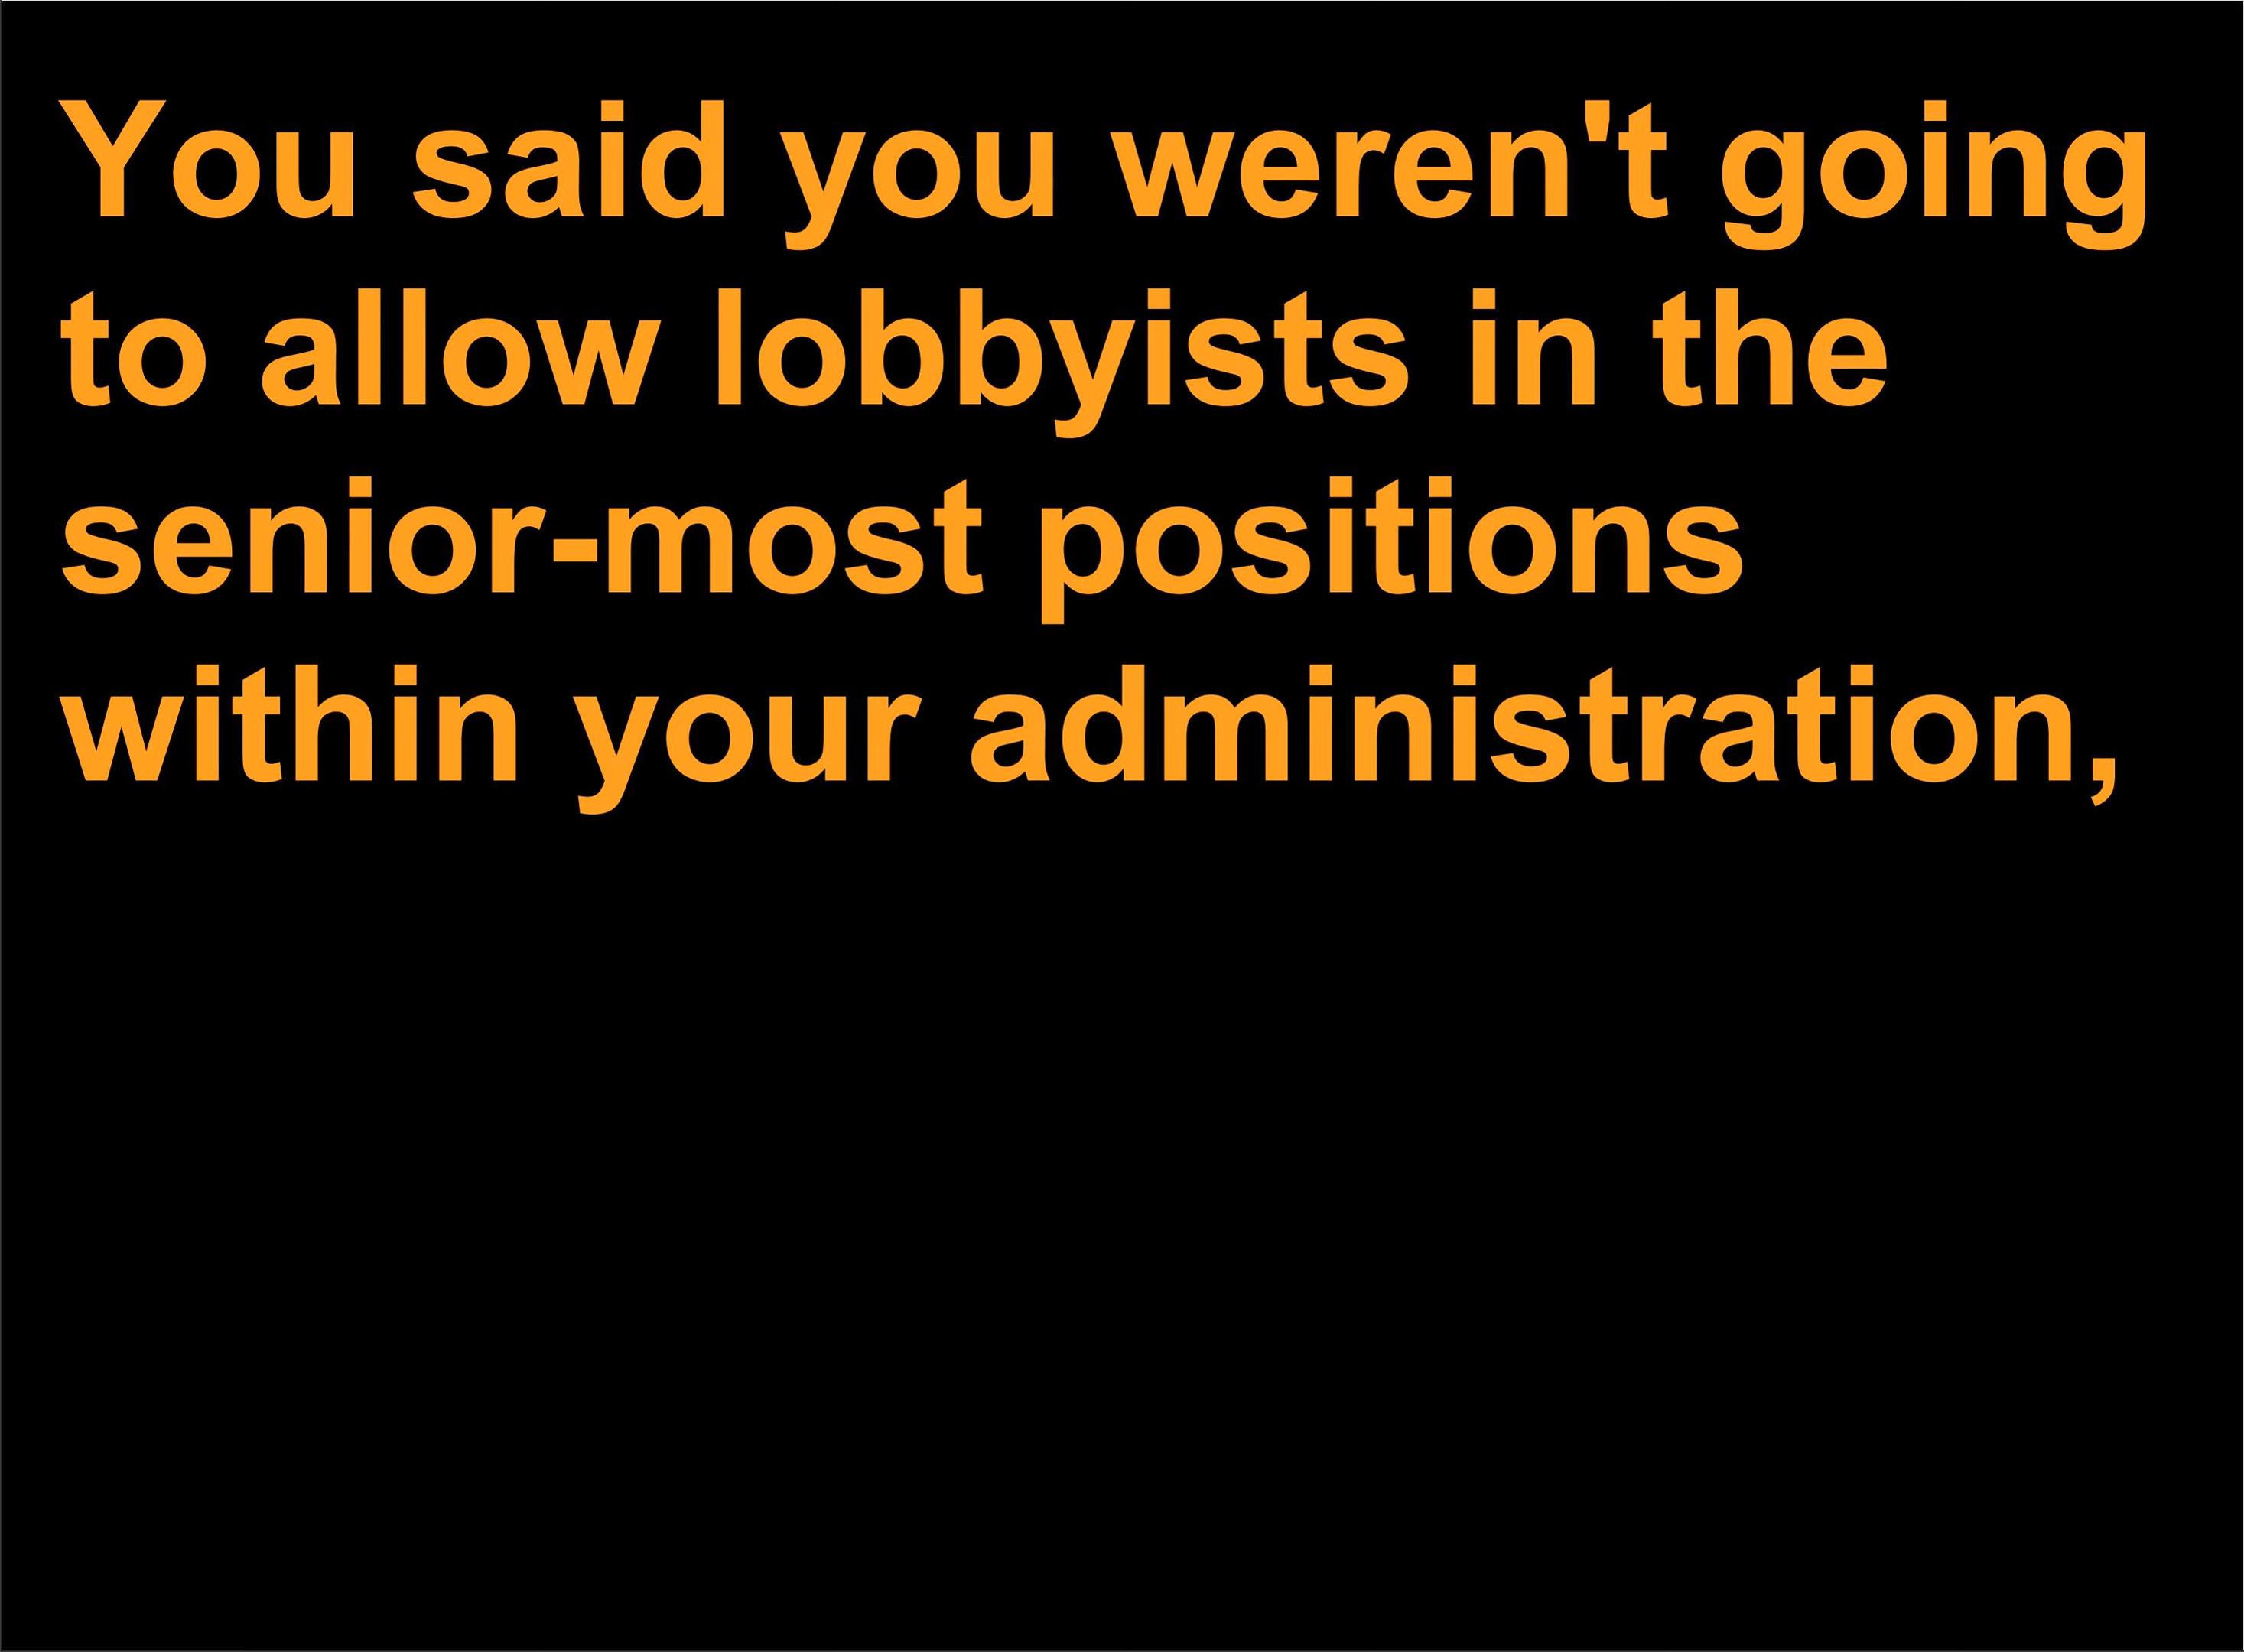 You said you weren't going
to allow lobbyists in the
senior-most positions
within your administration,